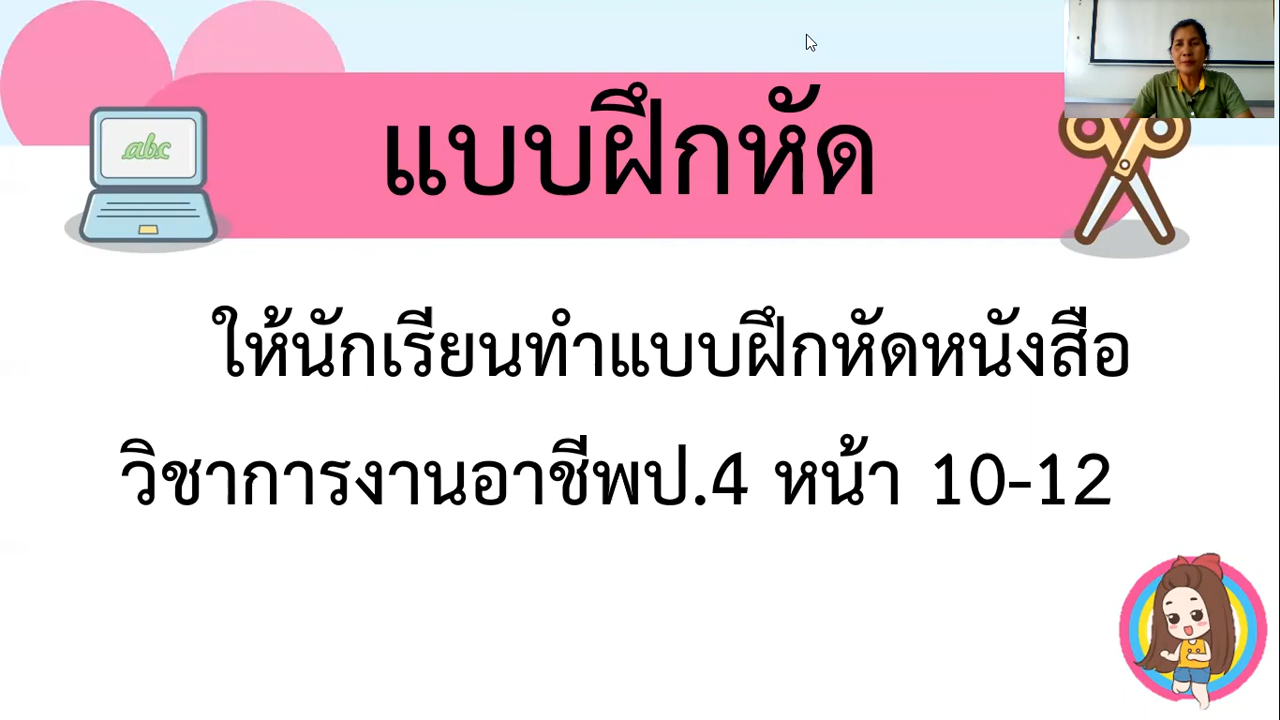 แบบฝึกหัด
abc
ให้นักเรียนทำแบบฝึกหัดหนังสือ
วิชาการงานอาชีพป.4 หน้า 10-12